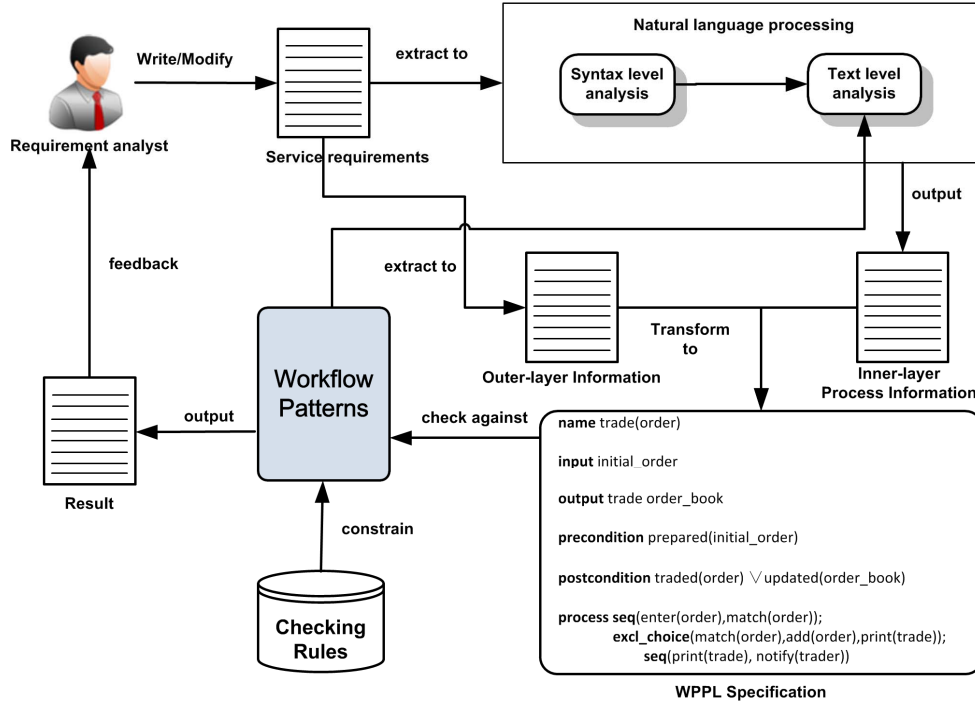 Natural language processing
Write/Modify
extract to
Syntax level
analysis
Text level
analysis
Requirement analyst
Service requirements
output
feedback
extract to
Transform
to
Outer-layer Information
Inner-layer
Process Information
Workflow
Patterns
output
check against
Result
constrain
Checking
Rules
name trade(order)
input initial_order
output trade order_book
precondition prepared(initial_order)
postcondition traded(order) ∨updated(order_book)
process seq(enter(order),match(order));
excl_choice(match(order),add(order),print(trade));
seq(print(trade), notify(trader))
WPPL Specification